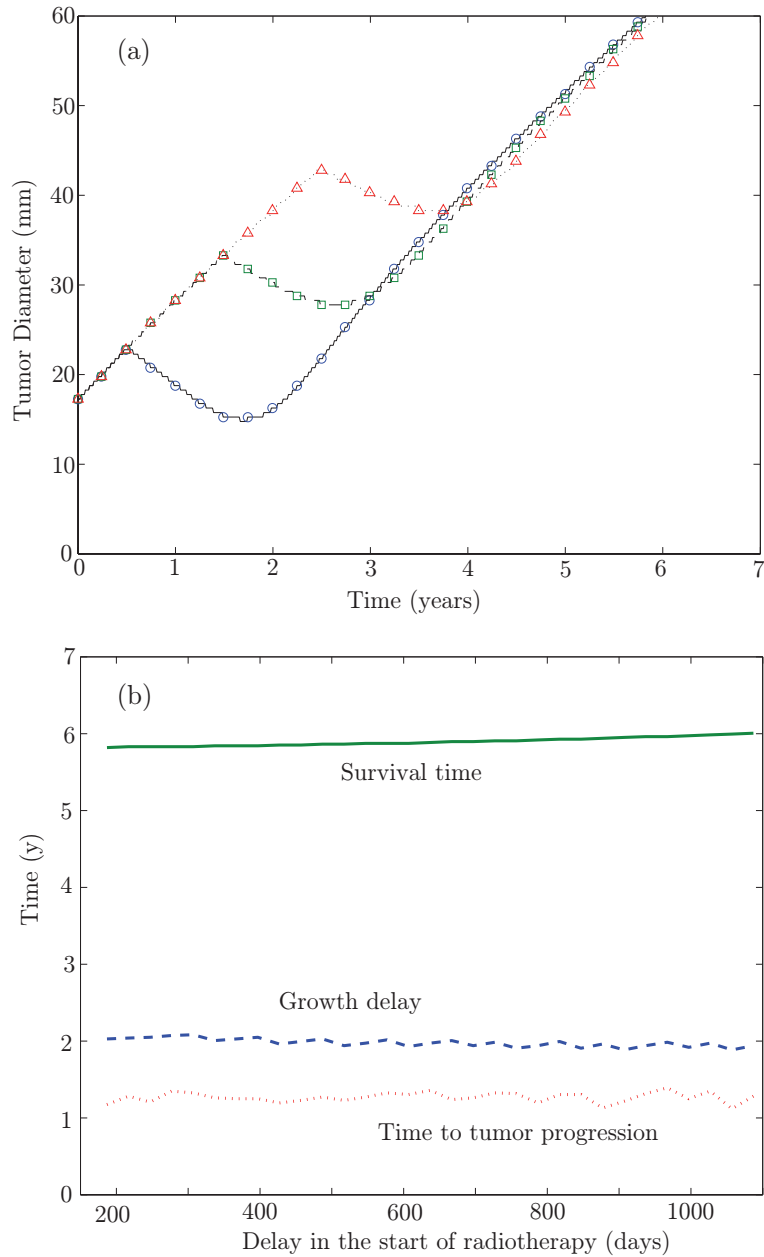 (a)
60
50
40
30
20
10
0
Tumor Diameter (mm)
0 1 2 3 4 5 6 7
Time (years)
(b)
7
6
5
4
3
2
1
0
Time (y)
Survival time
Growth delay
Time to tumor progression
200 400 600 800 1000
Delay in the start of radiotherapy (days)